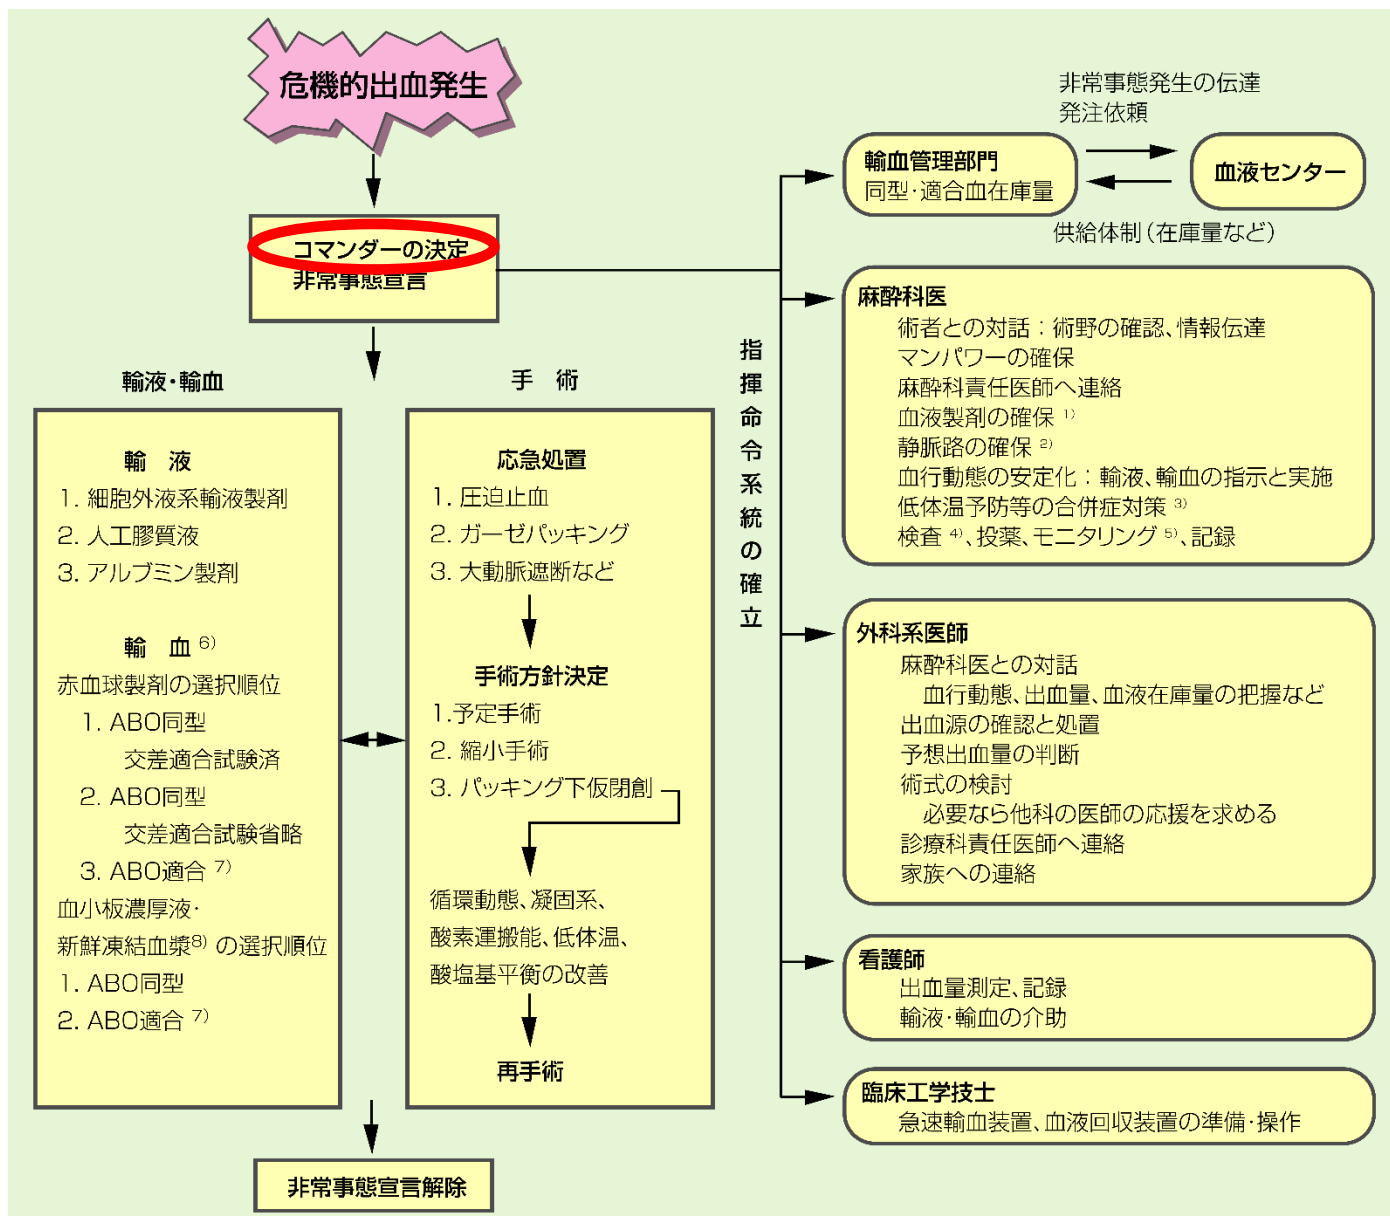 危機的出血発生
コマンダーの決定
非常事態宣言
輸液・輸血
輸 液
1. 細胞外液系輸液製剤
2. 人工膠質液
3. アルブミン製剤
輸 血 6)
赤血球製剤の選択順位
1. ABO同型
交差適合試験済
2. ABO同型
交差適合試験省略
3. ABO適合 7)
血小板濃厚液・
新鮮凍結血漿8) の選択順位
1. ABO同型
2. ABO適合 7)
手 術
応急処置
1. 圧迫止血
2. ガーゼパッキング
3. 大動脈遮断など
手術方針決定
1.予定手術
2. 縮小手術
3. パッキング下仮閉創
循環動態、凝固系、
酸素運搬能、低体温、
酸塩基平衡の改善
再手術
非常事態宣言解除
指揮命令系統の確立
非常事態発生の伝達
発注依頼
輸血管理部門
同型・適合血在庫量
血液センター
供給体制（在庫量など）
麻酔科医
術者との対話：術野の確認、情報伝達
マンパワーの確保
麻酔科責任医師へ連絡
血液製剤の確保 1)
静脈路の確保 2)
血行動態の安定化：輸液、輸血の指示と実施
低体温予防等の合併症対策 3)
検査 4)、投薬、モニタリング 5)、記録
外科系医師
麻酔科医との対話
血行動態、出血量、血液在庫量の把握など
出血源の確認と処置
予想出血量の判断
術式の検討
必要なら他科の医師の応援を求める
診療科責任医師へ連絡
家族への連絡
看護師
出血量測定、記録
輸液・輸血の介助
臨床工学技士
急速輸血装置、血液回収装置の準備・操作